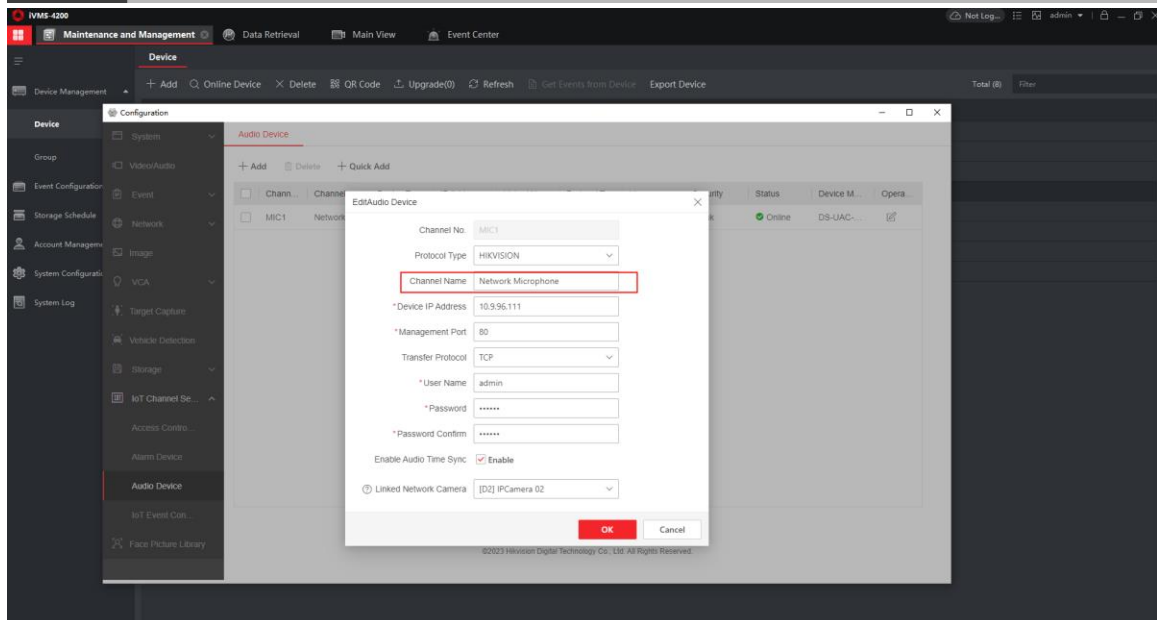 iVMS-4200
Not Log...
admin
Maintenance and Management
Data Retrieval
Main View
Event Center
Device
Device Management
Add
Online Device
Delete
QR Code
Upgrade(0)
Refresh
Get Events from Device
Export Device
Total (8)
Filter
Device
Group
Event Configuration
Storage Schedule
Account Managem
System Configurati
System Log
Configuration
System
Video/Audio
Event
Network
Image
VCA
Target Capture
Vehicle Detection
Storage
IoT Channel Se...
Access Contro...
Alarm Device
Audio Device
IoT Event Con...
Face Picture Library
Audio Device
+ Add
Delete
+ Quick Add
Chann...
Channe
urity
Status
Device M...
Opera...
MIC1
Network
k
Online
DS-UAC-...
EditAudio Device
Channel No. MIC1
Protocol Type HIKVISION
Channel Name Network Microphone
*Device IP Address 10.9.96.111
*Management Port 80
Transfer Protocol TCP
*User Name admin
*Password ••••••
*Password Confirm ••••••
Enable Audio Time Sync Enable
Linked Network Camera [D2] IPCamera 02
OK Cancel
©2023 Hikvision Digital Technology Co., Ltd. All Rights Reserved.